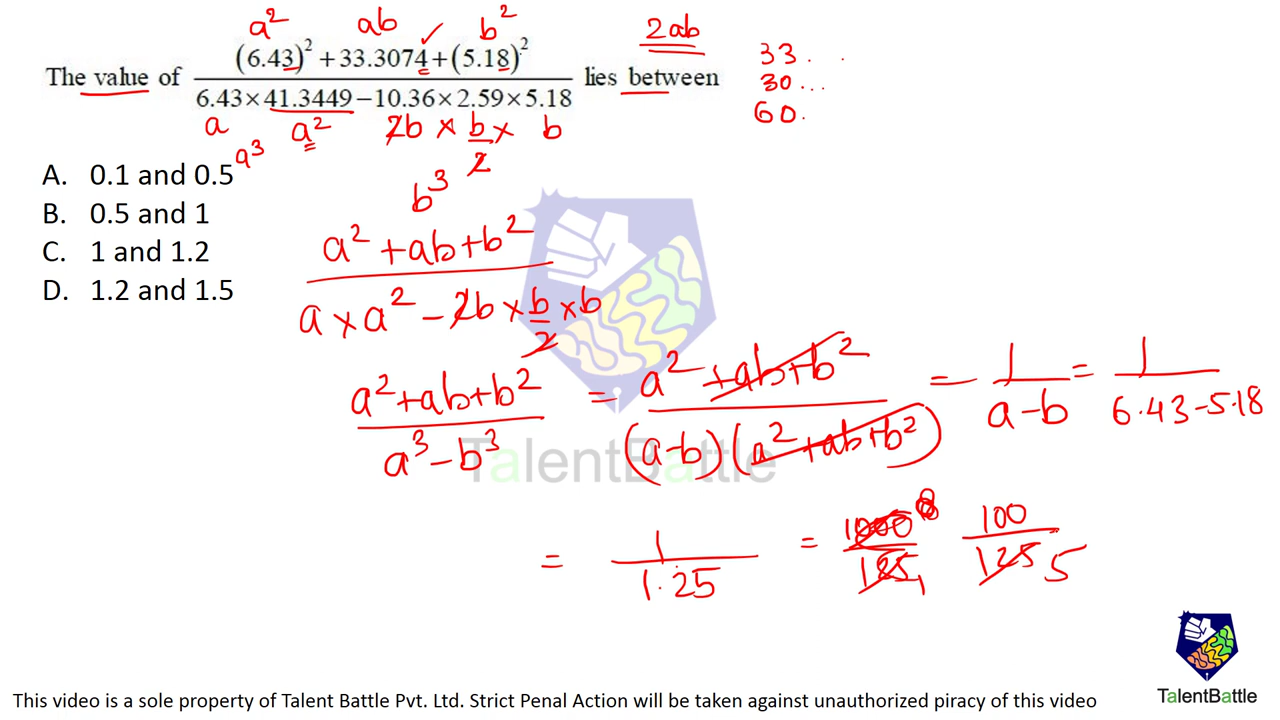 a² ab b² 2ab
(6.43)² + 33.3074 + (5.18)² 33. .
The value of ――― lies between 30...
6.43×41.3449−10.36×2.59×5.18 60.
a a² 2b × b/2 × b
a³
A. 0.1 and 0.5
b³
B. 0.5 and 1
a² + ab + b²
C. 1 and 1.2
D. 1.2 and 1.5
a × a² − 2b × b/2 × b
a² + ab + b² = a² + ab + b² = 1 = 1
a³ − b³ (a-b) (a² + ab + b²) a-b 6.43-5.18
TalentBattle
= 1 = 1000 8 100
1.25 125 1 125 5
TalentBattle
This video is a sole property of Talent Battle Pvt. Ltd. Strict Penal Action will be taken against unauthorized piracy of this video